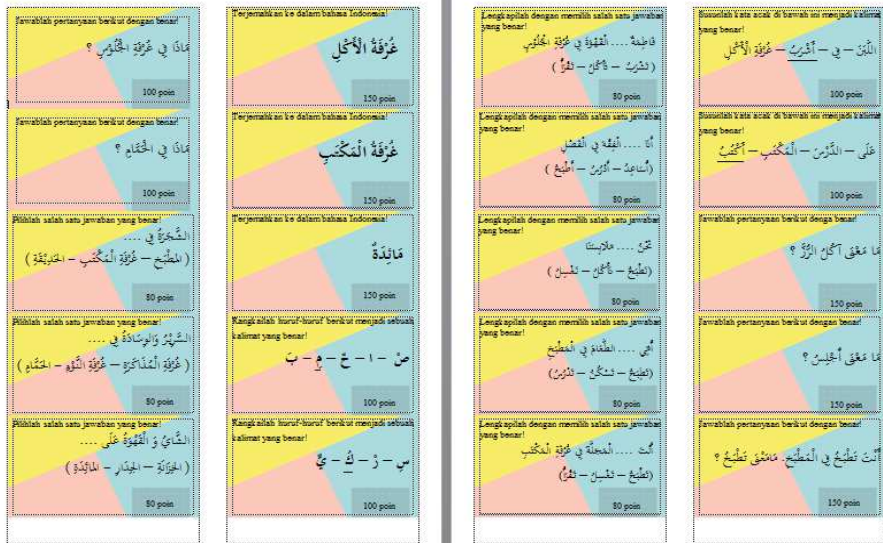 Jawablah pertanyaan berikut dengan benar!
مَاذَا فِي غُرْفَةِ الْجُلُوْسِ ؟
100 poin
Jawablah pertanyaan berikut dengan benar!
مَاذَا فِي الْحَمَّامِ ؟
100 poin
Pilihlah salah satu jawaban yang benar!
الشَّجَرَةُ فِي ....
( المَطْبَخِ – غُرْفَةِ الْمَكْتَبِ – الحَدِيْقَةِ )
80 poin
Pilihlah salah satu jawaban yang benar!
السَّرِيْرُ وَالوِسَادَةُ فِي ....
( غُرْفَةِ الْمُذَاكَرَةِ – غُرْفَةِ النَّوْمِ – الحَمَّامِ )
80 poin
Pilihlah salah satu jawaban yang benar!
الشَّايُ وَ الْقَهْوَةُ عَلَى ....
( الخِزَانَةِ – الجِدَارِ – المَائِدَةِ )
80 poin
Terjemahkan ke dalam bahasa Indonesia!
غُرْفَةُ الْأَكْلِ
150 poin
Terjemahkan ke dalam bahasa Indonesia!
غُرْفَةُ الْمَكْتَبِ
150 poin
Terjemahkan ke dalam bahasa Indonesia!
مَائِدَةٌ
150 poin
Rangkailah huruf-huruf berikut menjadi sebuah
kalimat yang benar!
صْ – ا – حٌ – مِ – بَ
100 poin
Rangkailah huruf-huruf berikut menjadi sebuah
kalimat yang benar!
سِ – رْ – كُ – يٌّ
100 poin
Lengkapilah dengan memilih salah satu jawaban
yang benar!
فَاطِمَةُ .... الْقَهْوَةَ فِي غُرْفَةِ الْجُلُوْسِ
( تَشْرَبُ – تَأْكُلُ – تَقْرَأُ )
80 poin
Lengkapilah dengan memilih salah satu jawaban
yang benar!
أَنَا .... الْفِقْهَ فِي الْفَصْلِ
(أُسَاعِدُ – أَدْرُسُ – أَطْبَخُ )
80 poin
Lengkapilah dengan memilih salah satu jawaban
yang benar!
نَحْنُ .... مَلَابِسَنَا
(نَطْبَخُ – نَأْكُلُ – نَغْسِلُ )
80 poin
Lengkapilah dengan memilih salah satu jawaban
yang benar!
أُمِّي .... الطَّعَامَ فِي الْمَطْبَخِ
(تَطْبَخُ – تَسْكُنُ – تَدْرُسُ)
80 poin
Lengkapilah dengan memilih salah satu jawaban
yang benar!
أَنْتَ .... الْمَجَلَّةَ فِي غُرْفَةِ الْمَكْتَبِ
(تَطْبَخُ – تَغْسِلُ – تَقْرَأُ)
80 poin
Susunlah kata acak di bawah ini menjadi kalimat
yang benar!
اللَّبَنَ – فِي – أَشْرَبُ – غُرْفَةِ الْأَكْلِ
100 poin
Susunlah kata acak di bawah ini menjadi kalimat
yang benar!
عَلَى – الدَّرْسَ – الْمَكْتَبِ – أَكْتُبُ
100 poin
Jawablah pertanyaan berikut denga benar!
مَا مَعْنَى آكُلُ الرُّزَّ ؟
150 poin
Jawablah pertanyaan berikut dengan benar!
مَا مَعْنَى أَجْلِسُ ؟
150 poin
Jawablah pertanyaan berikut dengan benar!
أَنْتَ تَطْبَخُ فِي الْمَطْبَخِ. مَامَعْنَى تَطْبَخُ ؟
150 poin